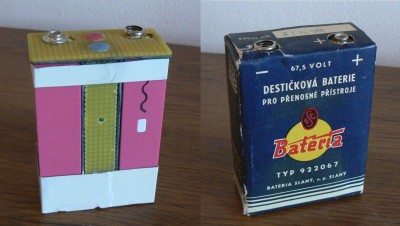 − +
67,5 VOLT
DESTIČKOVÁ BATERIE
PRO PŘENOSNÉ PŘÍSTROJE
Bateria
TYP 922067
BATERIA SLANÝ, n. p. SLANÝ